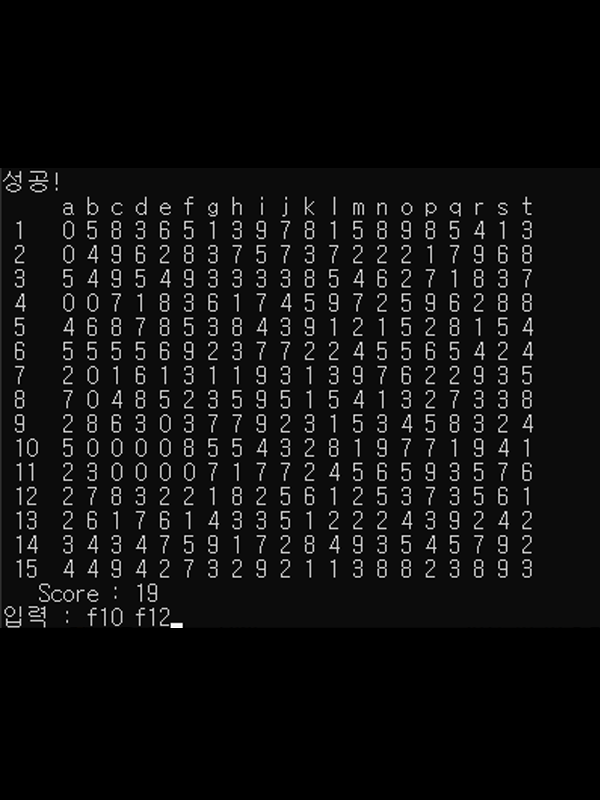 성공!
a b c d e f g h i j k l m n o p q r s t
1 0 5 8 3 6 5 1 3 9 7 8 1 5 8 9 8 5 4 1 3
2 0 4 9 6 2 8 3 7 5 7 3 7 2 2 2 1 7 9 6 8
3 5 4 9 5 4 9 3 3 3 3 8 5 4 6 2 7 1 8 3 7
4 0 0 7 1 8 3 6 1 7 4 5 9 7 2 5 9 6 2 8 8
5 4 6 8 7 8 5 3 8 4 3 9 1 2 1 5 2 8 1 5 4
6 5 5 5 5 6 9 2 3 7 7 2 2 4 5 5 6 5 4 2 4
7 2 0 1 6 1 3 1 1 9 3 1 3 9 7 6 2 2 9 3 5
8 7 0 4 8 5 2 3 5 9 5 1 5 4 1 3 2 7 3 3 8
9 2 8 6 3 0 3 7 7 9 2 3 1 5 3 4 5 8 3 2 4
10 5 0 0 0 0 8 5 5 4 3 2 8 1 9 7 7 1 9 4 1
11 2 3 0 0 0 0 7 1 7 7 2 4 5 6 5 9 3 5 7 6
12 2 7 8 3 2 2 1 8 2 5 6 1 2 5 3 7 3 5 6 1
13 2 6 1 7 6 1 4 3 3 5 1 2 2 2 4 3 9 2 4 2
14 3 4 3 4 7 5 9 1 7 2 8 4 9 3 5 4 5 7 9 2
15 4 4 9 4 2 7 3 2 9 2 1 1 3 8 8 2 3 8 9 3
Score : 19
입력 : f10 f12